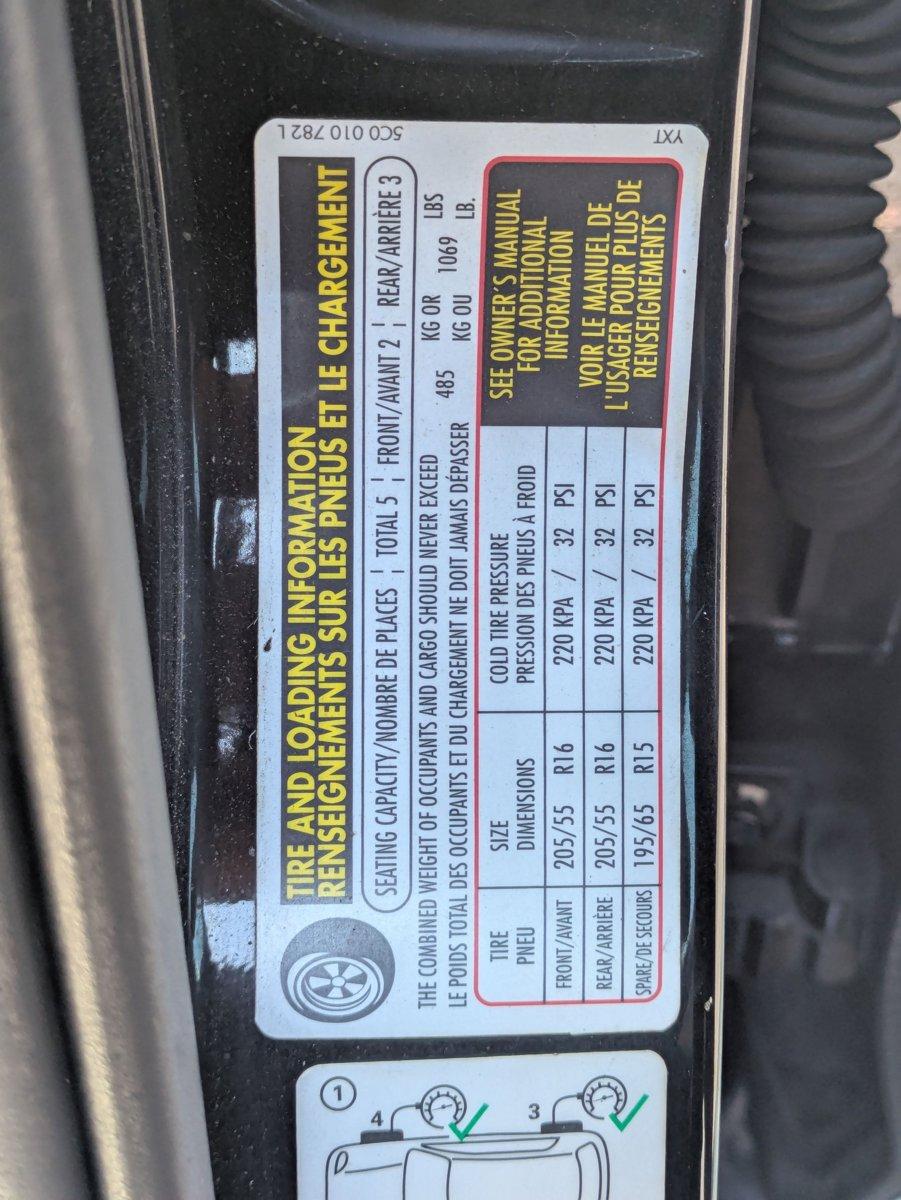 5C0 010 782 L
YXT
TIRE AND LOADING INFORMATION
RENSEIGNEMENTS SUR LES PNEUS ET LE CHARGEMENT
SEATING CAPACITY/NOMBRE DE PLACES ¦ TOTAL 5 ¦ FRONT/AVANT 2 ¦ REAR/ARRIÈRE 3
THE COMBINED WEIGHT OF OCCUPANTS AND CARGO SHOULD NEVER EXCEED 485 KG OR 1069 LBS
LE POIDS TOTAL DES OCCUPANTS ET DU CHARGEMENT NE DOIT JAMAIS DÉPASSER KG OU LB.
TIRE SIZE COLD TIRE PRESSURE
PNEU DIMENSIONS PRESSION DES PNEUS À FROID
FRONT/AVANT 205/55 R16 220 KPA / 32 PSI
REAR/ARRIÈRE 205/55 R16 220 KPA / 32 PSI
SPARE/DE SECOURS 195/65 R15 220 KPA / 32 PSI
SEE OWNER'S MANUAL
FOR ADDITIONAL
INFORMATION
VOIR LE MANUEL DE
L'USAGER POUR PLUS DE
RENSEIGNEMENTS
1
4
3